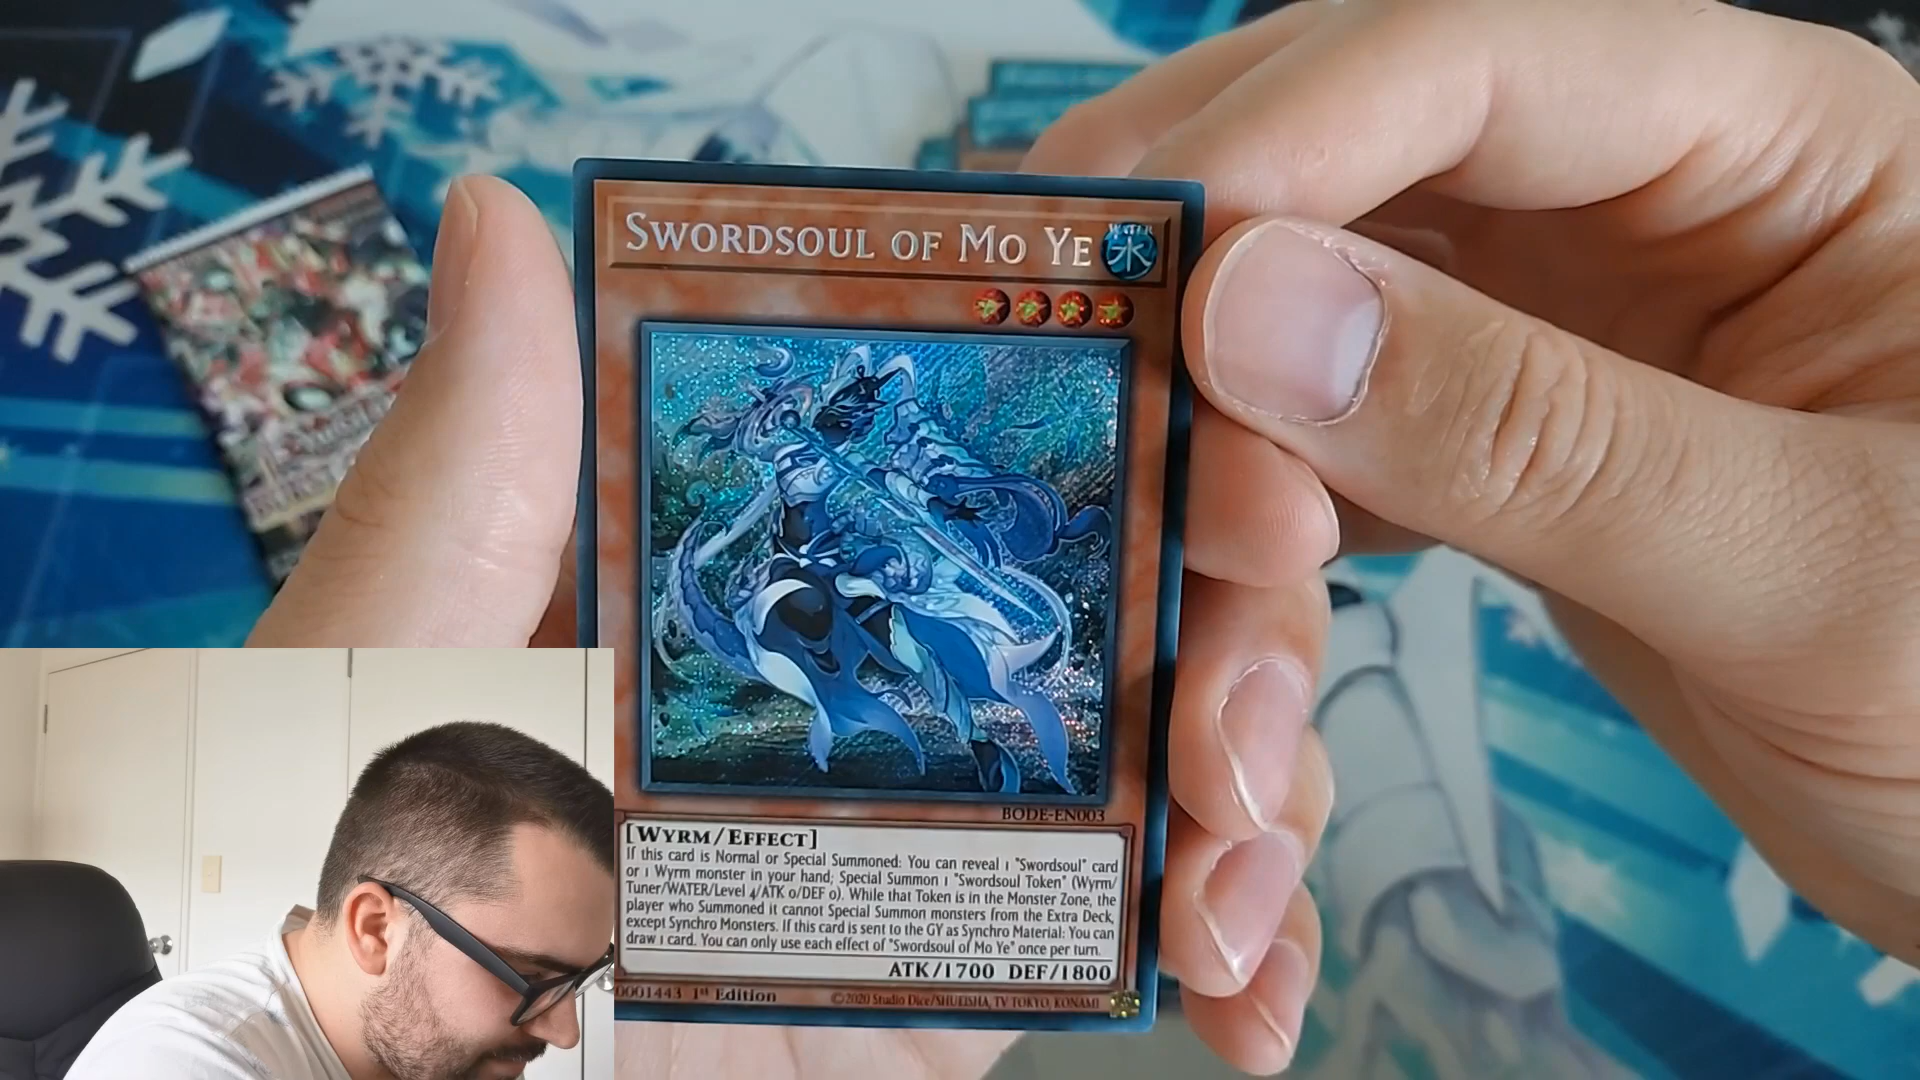 SWORDSOUL OF MO YE
WATER
水
BODE-EN003
[WYRM/EFFECT]
If this card is Normal or Special Summoned: You can reveal 1 "Swordsoul" card
or 1 Wyrm monster in your hand; Special Summon 1 "Swordsoul Token" (Wyrm/
Tuner/WATER/Level 4/ATK 0/DEF 0). While that Token is in the Monster Zone, the
player who Summoned it cannot Special Summon monsters from the Extra Deck,
except Synchro Monsters. If this card is sent to the GY as Synchro Material: You can
draw 1 card. You can only use each effect of "Swordsoul of Mo Ye" once per turn.
ATK/1700 DEF/1800
0001443 1st Edition
©2020 Studio Dice/SHUEISHA, TV TOKYO, KONAMI